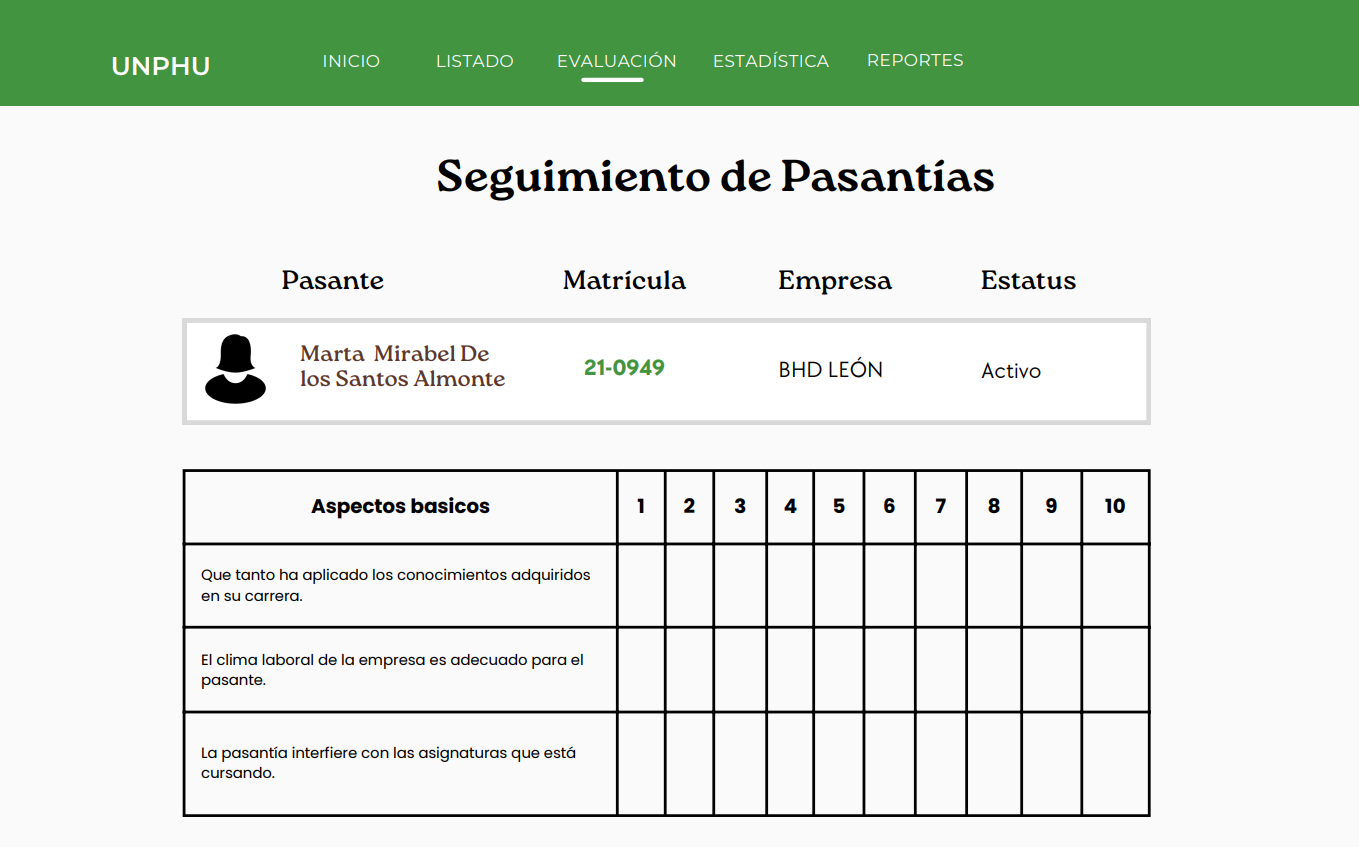 UNPHU INICIO LISTADO EVALUACIÓN ESTADÍSTICA REPORTES
Seguimiento de Pasantías
Pasante Matrícula Empresa Estatus
Marta Mirabel De
los Santos Almonte
21-0949 BHD LEÓN Activo
Aspectos basicos 1 2 3 4 5 6 7 8 9 10
Que tanto ha aplicado los conocimientos adquiridos
en su carrera.
El clima laboral de la empresa es adecuado para el
pasante.
La pasantía interfiere con las asignaturas que está
cursando.